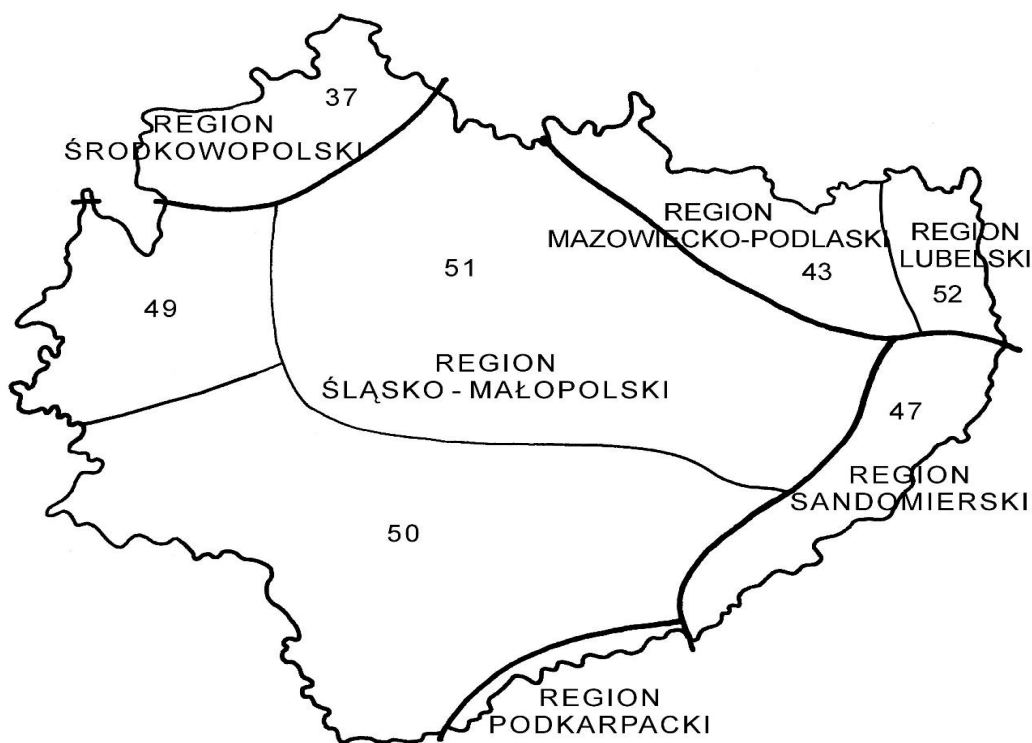 37
REGION
ŚRODKOWOPOLSKI
REGION
MAZOWIECKO-PODLASKI
43
REGION
LUBELSKI
52
51
49
REGION
ŚLĄSKO - MAŁOPOLSKI
47
REGION
SANDOMIERSKI
50
REGION
PODKARPACKI